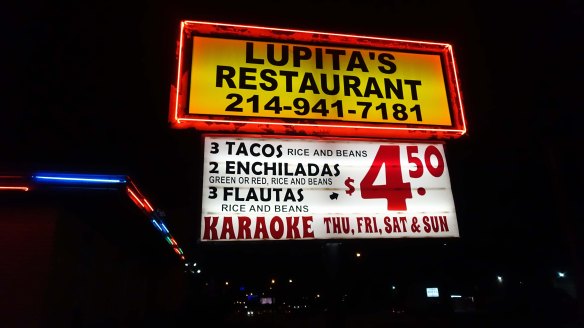 LUPITA'S
RESTAURANT
214-941-7181
3 TACOS RICE AND BEANS
2 ENCHILADAS
GREEN OR RED, RICE AND BEANS
3 FLAUTAS
RICE AND BEANS
$4.50
KARAOKE THU, FRI, SAT & SUN